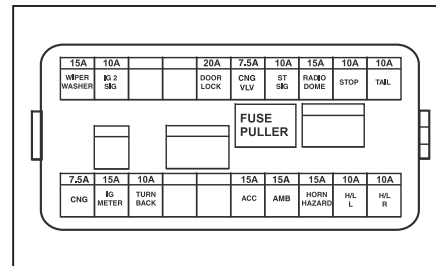 15A 10A 20A 7.5A 10A 15A 10A 10A
WIPER WASHER IG 2 SIG DOOR LOCK CNG VLV ST SIG RADIO DOME STOP TAIL
FUSE
PULLER
7.5A 15A 10A 15A 15A 15A 10A 10A
CNG IG METER TURN BACK ACC AMB HORN HAZARD H/L L H/L R